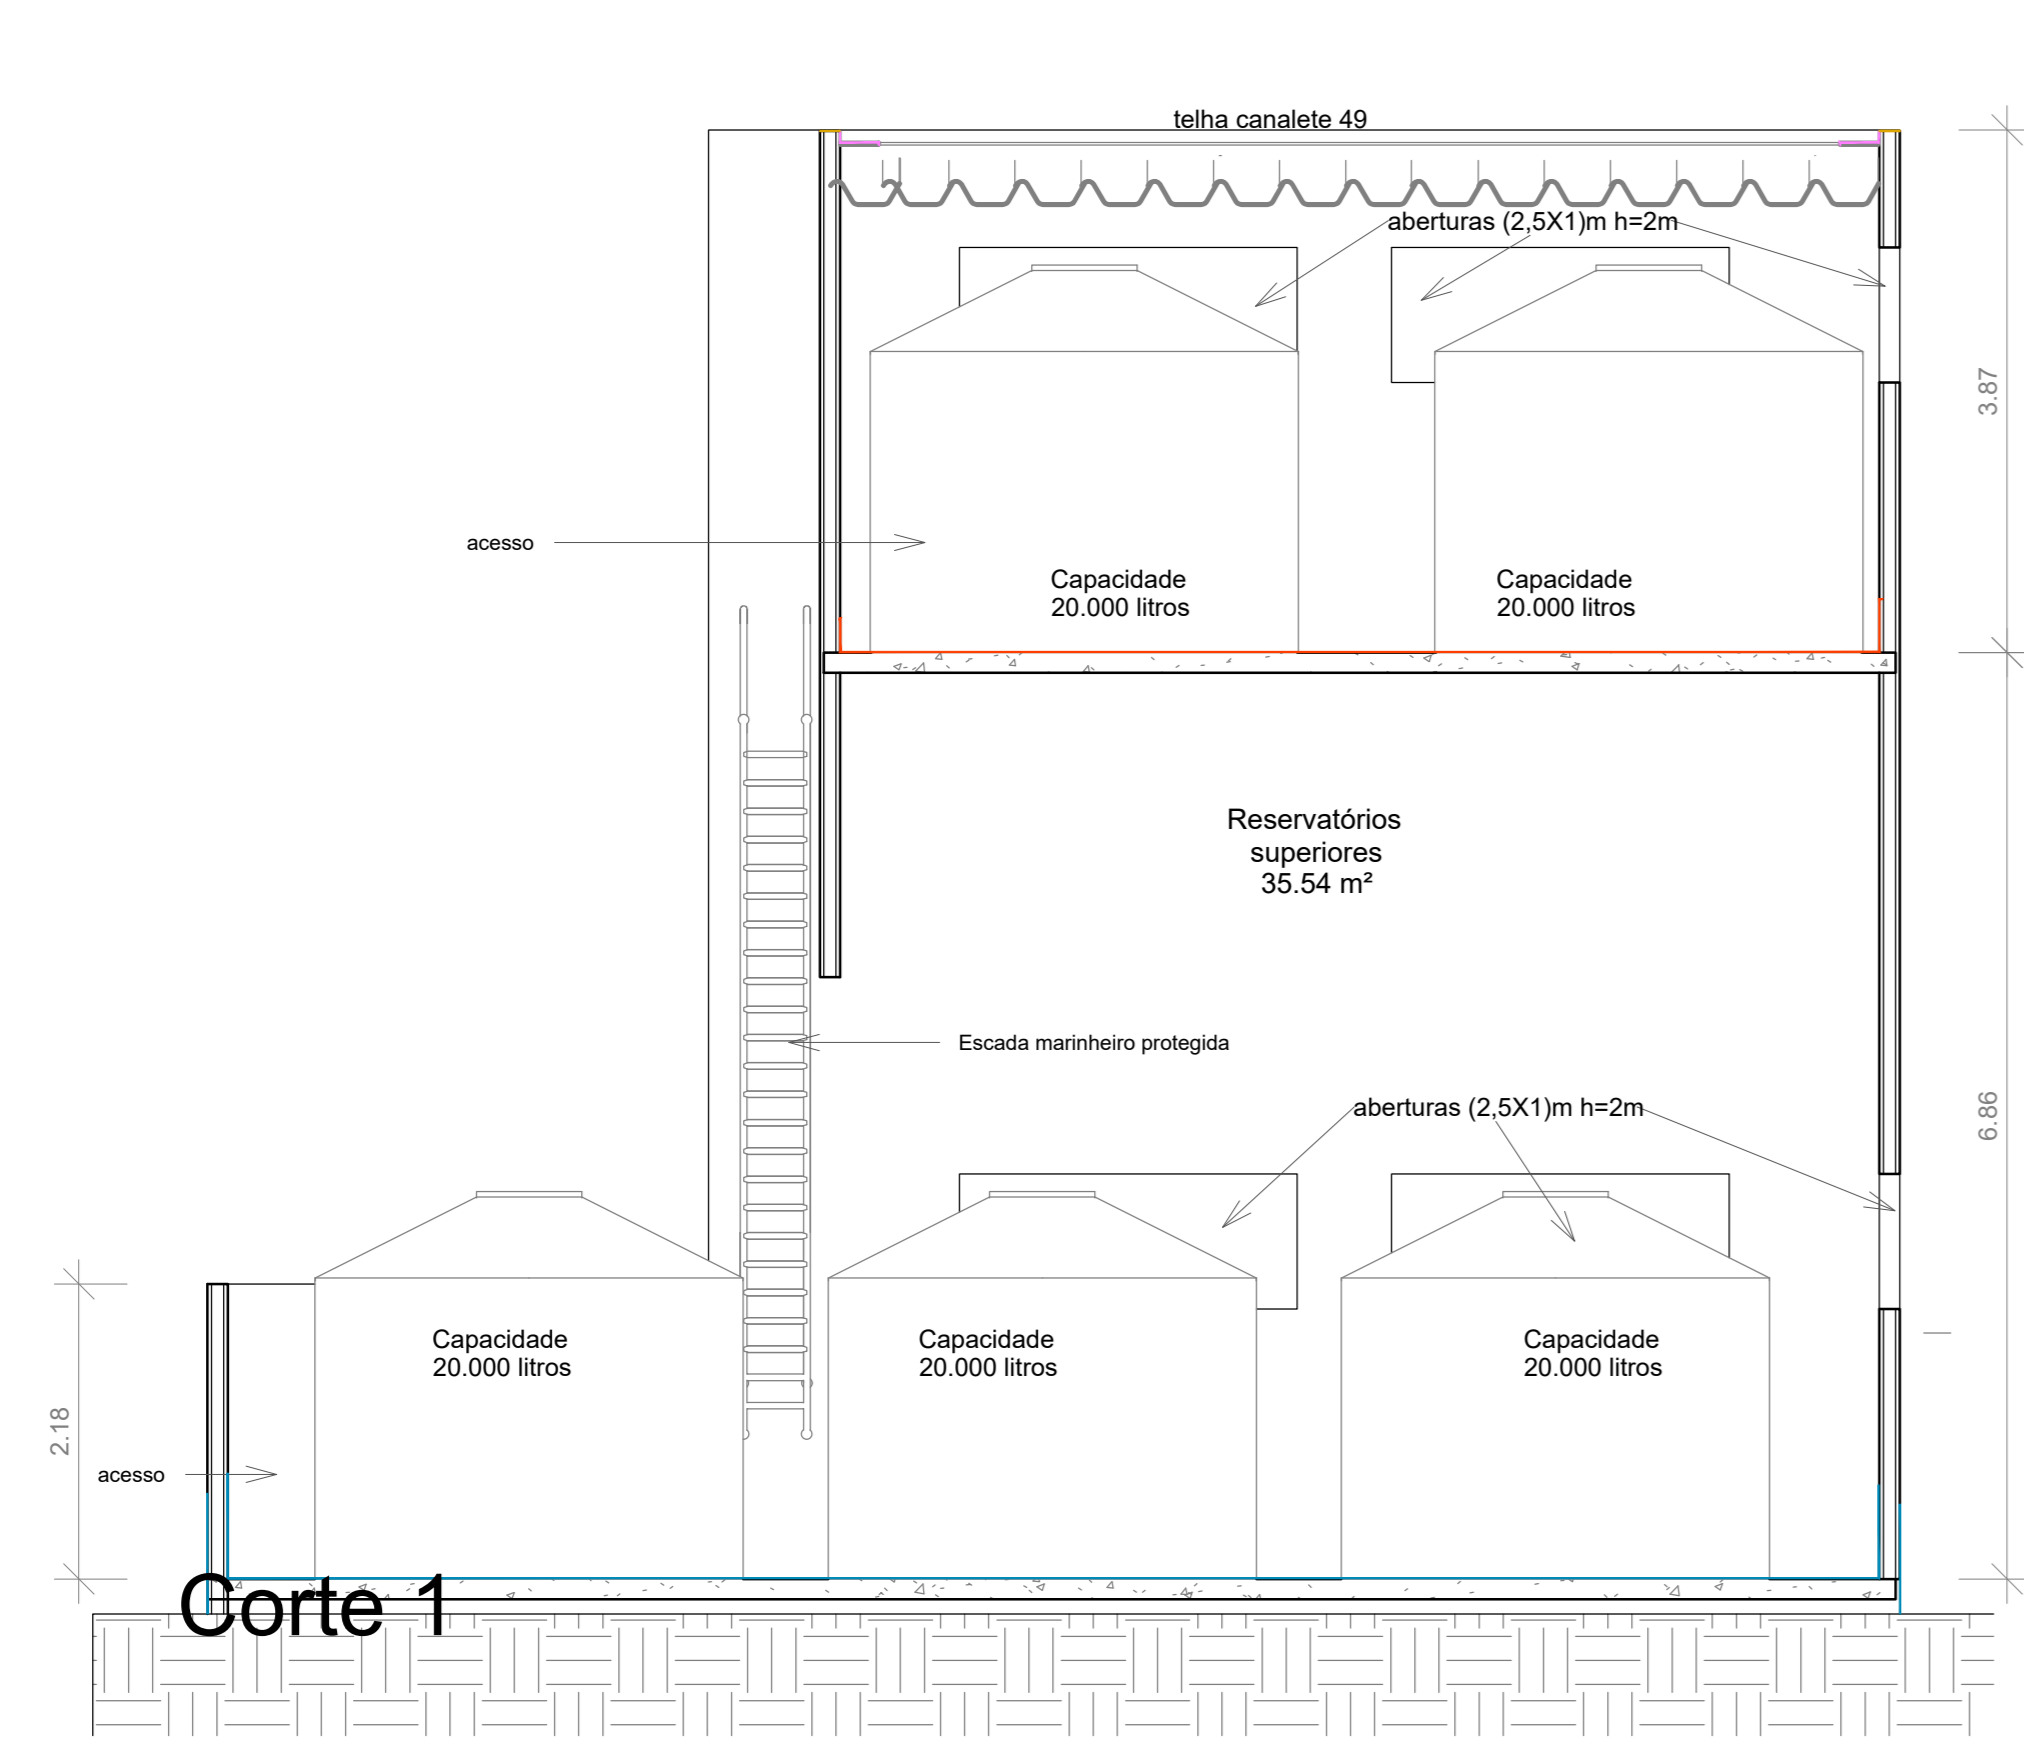 telha canalete 49
aberturas (2,5X1)m h=2m
3.87
acesso
Capacidade
20.000 litros
Capacidade
20.000 litros
Reservatórios
superiores
35.54 m²
Escada marinheiro protegida
aberturas (2,5X1)m h=2m
6.86
Capacidade
20.000 litros
Capacidade
20.000 litros
Capacidade
20.000 litros
2.18
acesso
Corte 1